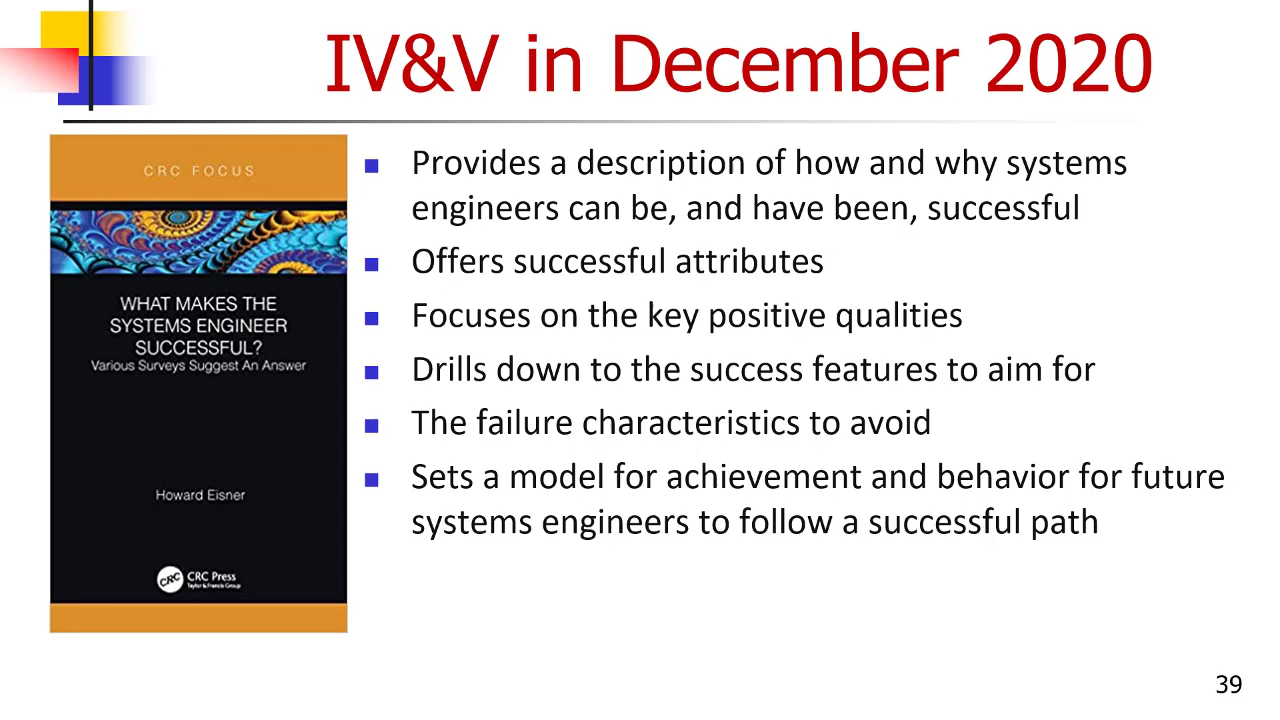 IV&V in December 2020
CRC FOCUS
WHAT MAKES THE
SYSTEMS ENGINEER
SUCCESSFUL?
Various Surveys Suggest An Answer
Howard Eisner
CRC
CRC Press
Taylor & Francis Group
Provides a description of how and why systems
engineers can be, and have been, successful
Offers successful attributes
Focuses on the key positive qualities
Drills down to the success features to aim for
The failure characteristics to avoid
Sets a model for achievement and behavior for future
systems engineers to follow a successful path
39